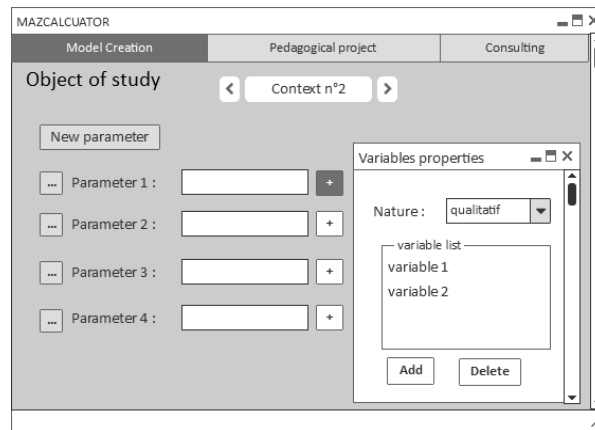 MAZCALCUATOR
Model Creation
Pedagogical project
Consulting
Object of study
Context n°2
New parameter
... Parameter 1 : +
... Parameter 2 : +
... Parameter 3 : +
... Parameter 4 : +
Variables properties
Nature : qualitatif
variable list
variable 1
variable 2
Add
Delete